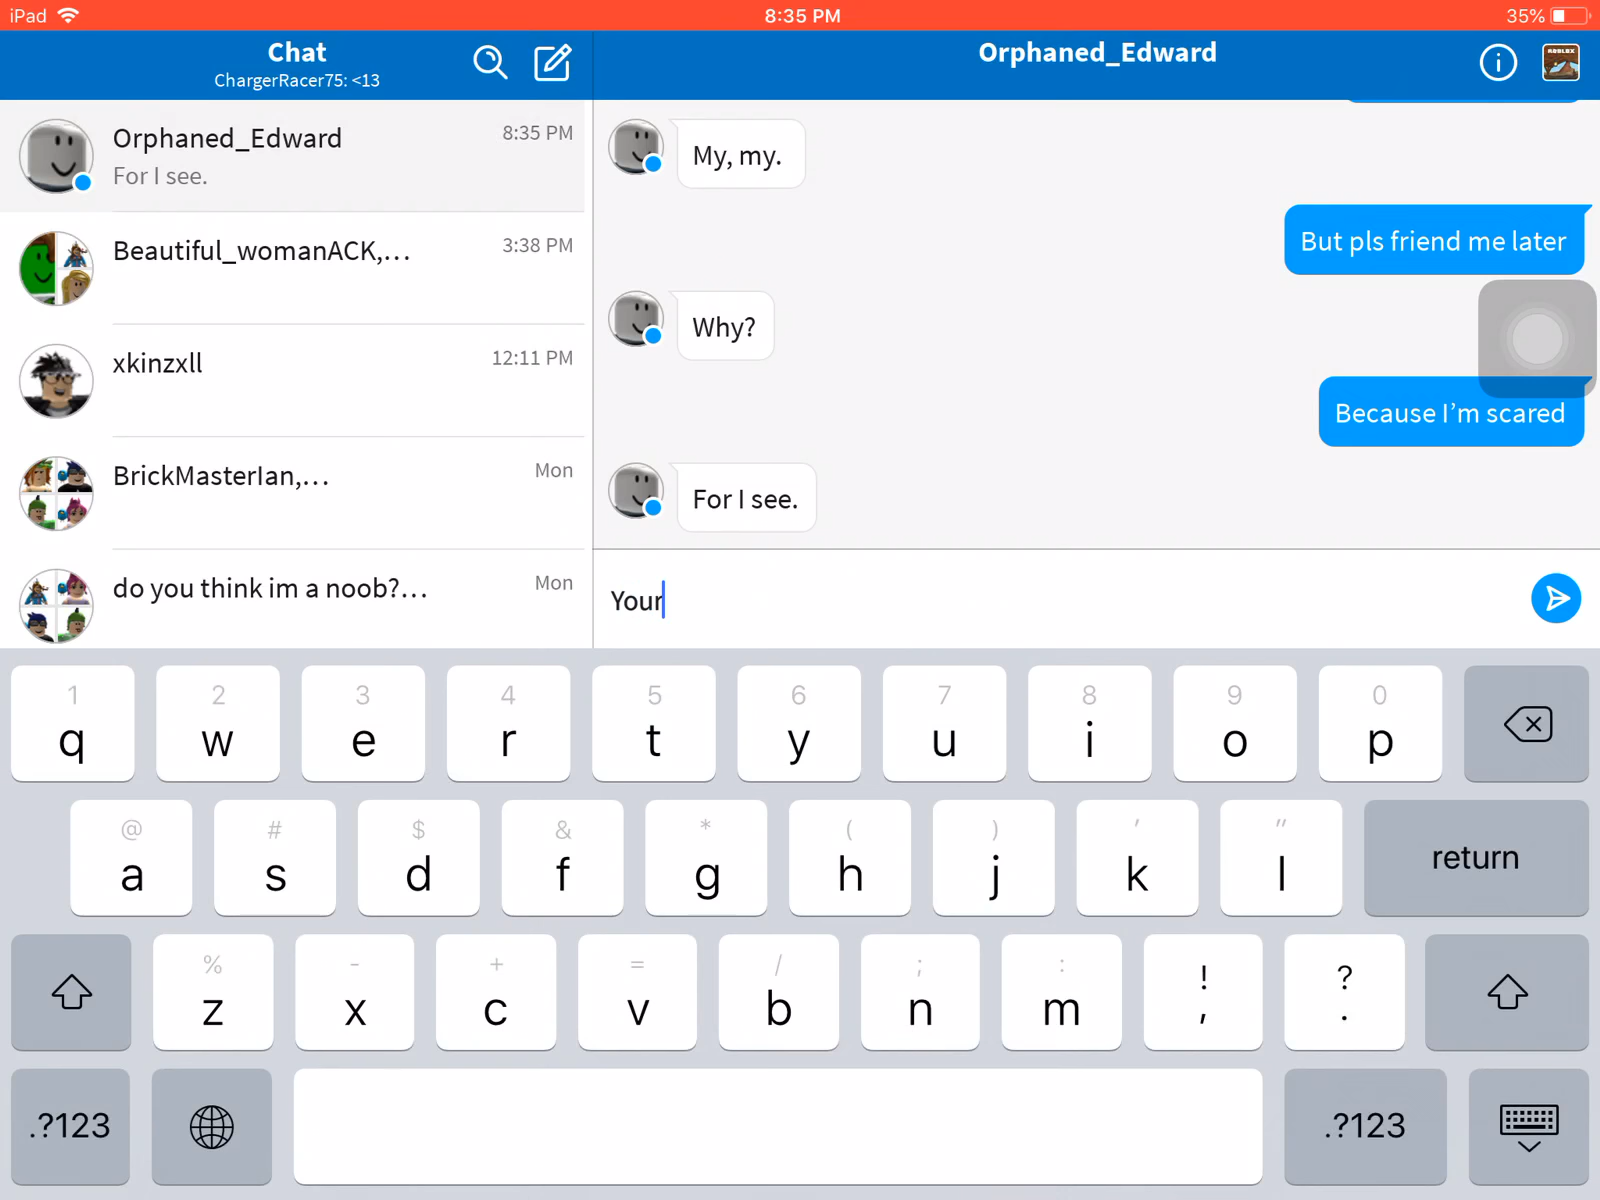 iPad
8:35 PM
35%
Chat
ChargerRacer75: <13
Orphaned_Edward
ROBLOX
Orphaned_Edward
8:35 PM
For I see.
Beautiful_womanACK,...
3:38 PM
xkinzxll
12:11 PM
BrickMasterIan,...
Mon
do you think im a noob?...
Mon
My, my.
But pls friend me later
Why?
Because I’m scared
For I see.
Your
1 2 3 4 5 6 7 8 9 0
q w e r t y u i o p
@ # $ & * ( ) ' "
a s d f g h j k l return
% - + = / ; : ! ?
z x c v b n m , .
.?123 .?123